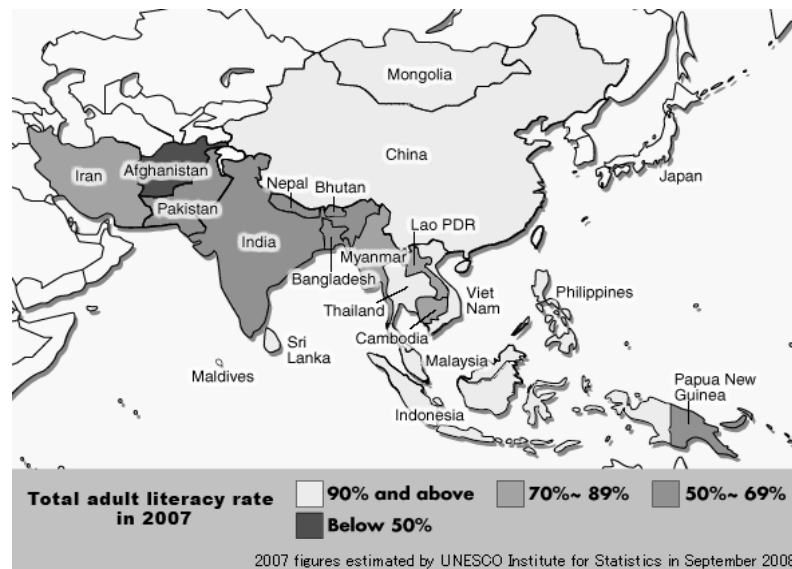 Mongolia
China
Japan
Iran
Afghanistan
Pakistan
Nepal
Bhutan
India
Bangladesh
Myanmar
Lao PDR
Thailand
Viet
Nam
Cambodia
Philippines
Sri
Lanka
Maldives
Malaysia
Indonesia
Papua New
Guinea
Total adult literacy rate
in 2007
90% and above
70%~ 89%
50%~ 69%
Below 50%
2007 figures estimated by UNESCO Institute for Statistics in September 2008